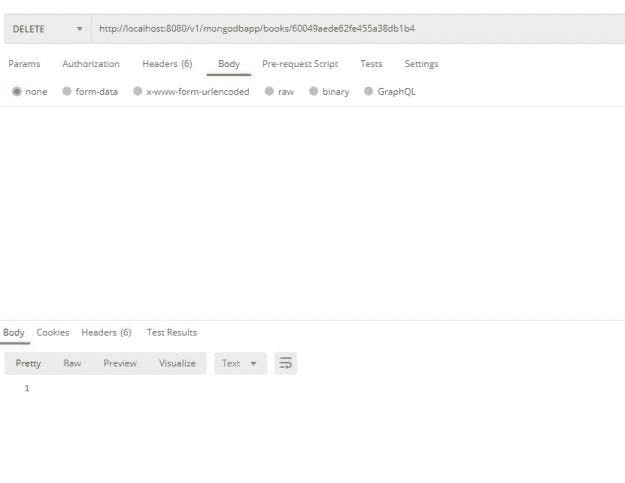 DELETE http://localhost:8080/v1/mongodbapp/books/60049aede62fe455a38db1b4
Params Authorization Headers (6) Body Pre-request Script Tests Settings
none form-data x-www-form-urlencoded raw binary GraphQL
Body Cookies Headers (6) Test Results
Pretty Raw Preview Visualize Text
1